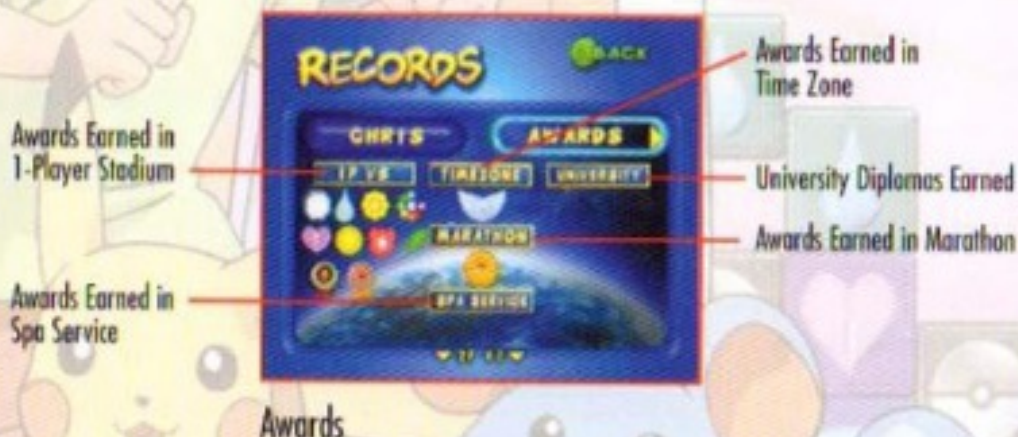 RECORDS
BACK
Awards Earned in
Time Zone
Awards Earned in
1-Player Stadium
CHRIS
AWARDS
1P VS
TIMEZONE
UNIVERSITY
University Diplomas Earned
MARATHON
Awards Earned in Marathon
Awards Earned in
Spa Service
SPA SERVICE
Awards